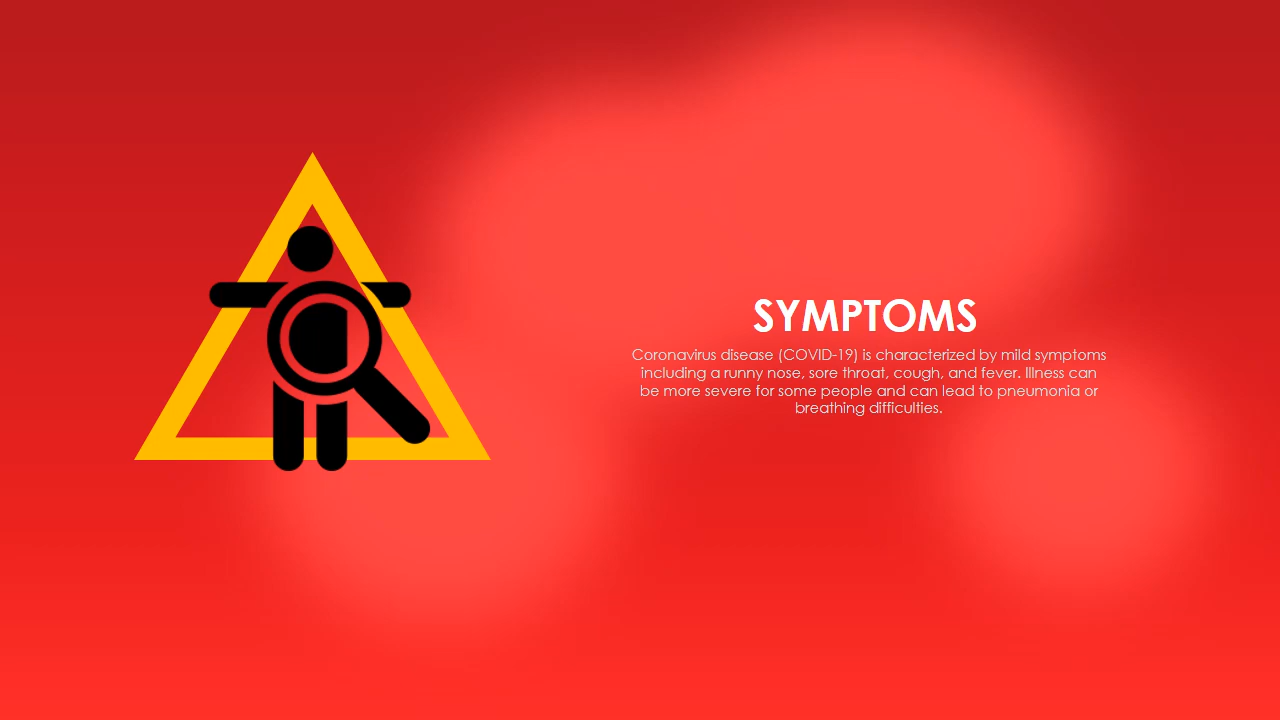 SYMPTOMS
Coronavirus disease (COVID-19) is characterized by mild symptoms
including a runny nose, sore throat, cough, and fever. Illness can
be more severe for some people and can lead to pneumonia or
breathing difficulties.